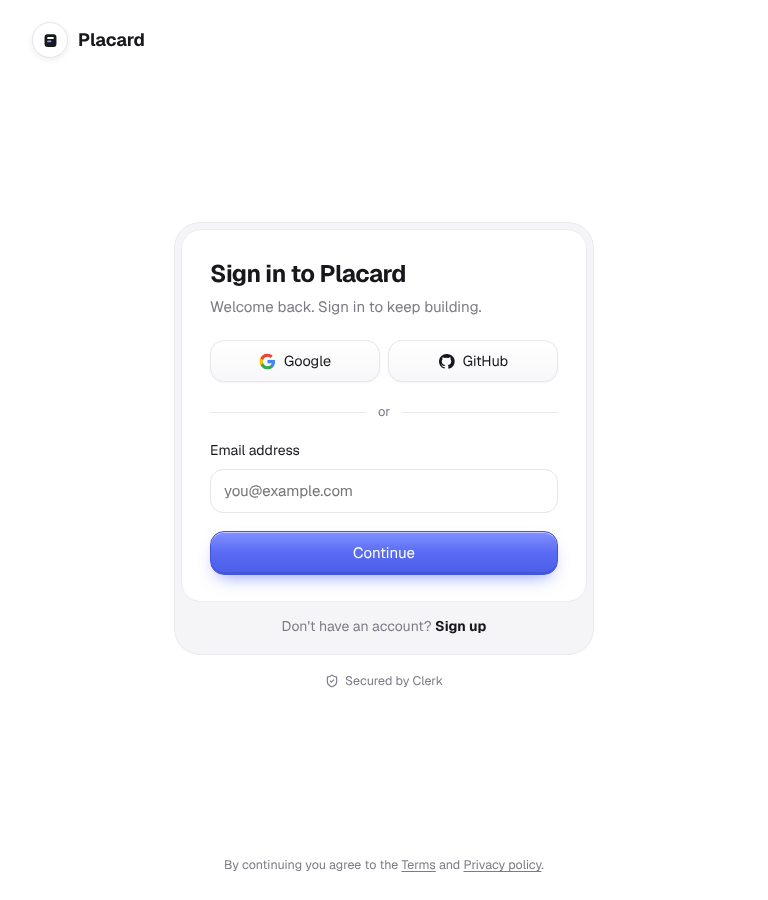 Placard
Sign in to Placard
Welcome back. Sign in to keep building.
Google
GitHub
or
Email address
you@example.com
Continue
Don't have an account? Sign up
Secured by Clerk
By continuing you agree to the Terms and Privacy policy.